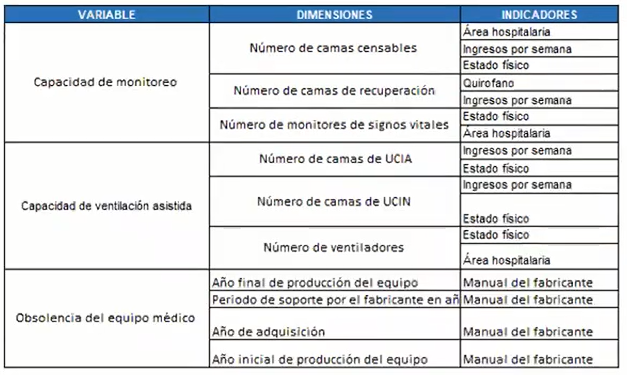 VARIABLE DIMENSIONES INDICADORES
Capacidad de monitoreo
Número de camas censables
Área hospitalaria
Ingresos por semana
Estado físico
Número de camas de recuperación
Quirofano
Ingresos por semana
Número de monitores de signos vitales
Estado físico
Área hospitalaria
Capacidad de ventilación asistida
Número de camas de UCIA
Ingresos por semana
Estado físico
Número de camas de UCIN
Ingresos por semana
Estado físico
Número de ventiladores
Estado físico
Área hospitalaria
Obsolencia del equipo médico
Año final de producción del equipo Manual del fabricante
Periodo de soporte por el fabricante en añ Manual del fabricante
Año de adquisición Manual del fabricante
Año inicial de producción del equipo Manual del fabricante